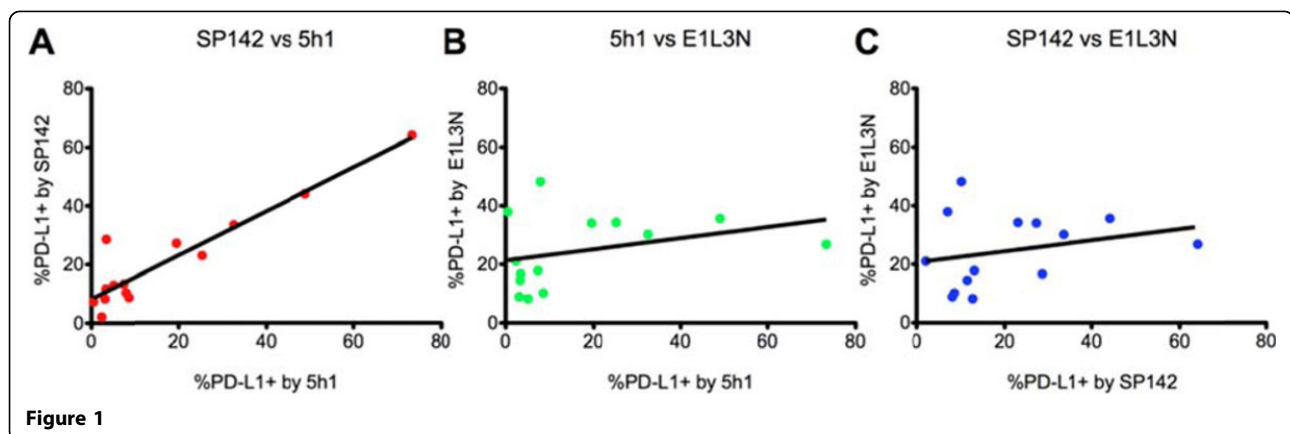 A
SP142 vs 5h1
%PD-L1+ by SP142
80
60
40
20
0
0
20
40
60
80
%PD-L1+ by 5h1
B
5h1 vs E1L3N
%PD-L1+ by E1L3N
80
60
40
20
0
0
20
40
60
80
%PD-L1+ by 5h1
C
SP142 vs E1L3N
%PD-L1+ by E1L3N
80
60
40
20
0
0
20
40
60
80
%PD-L1+ by SP142
Figure 1